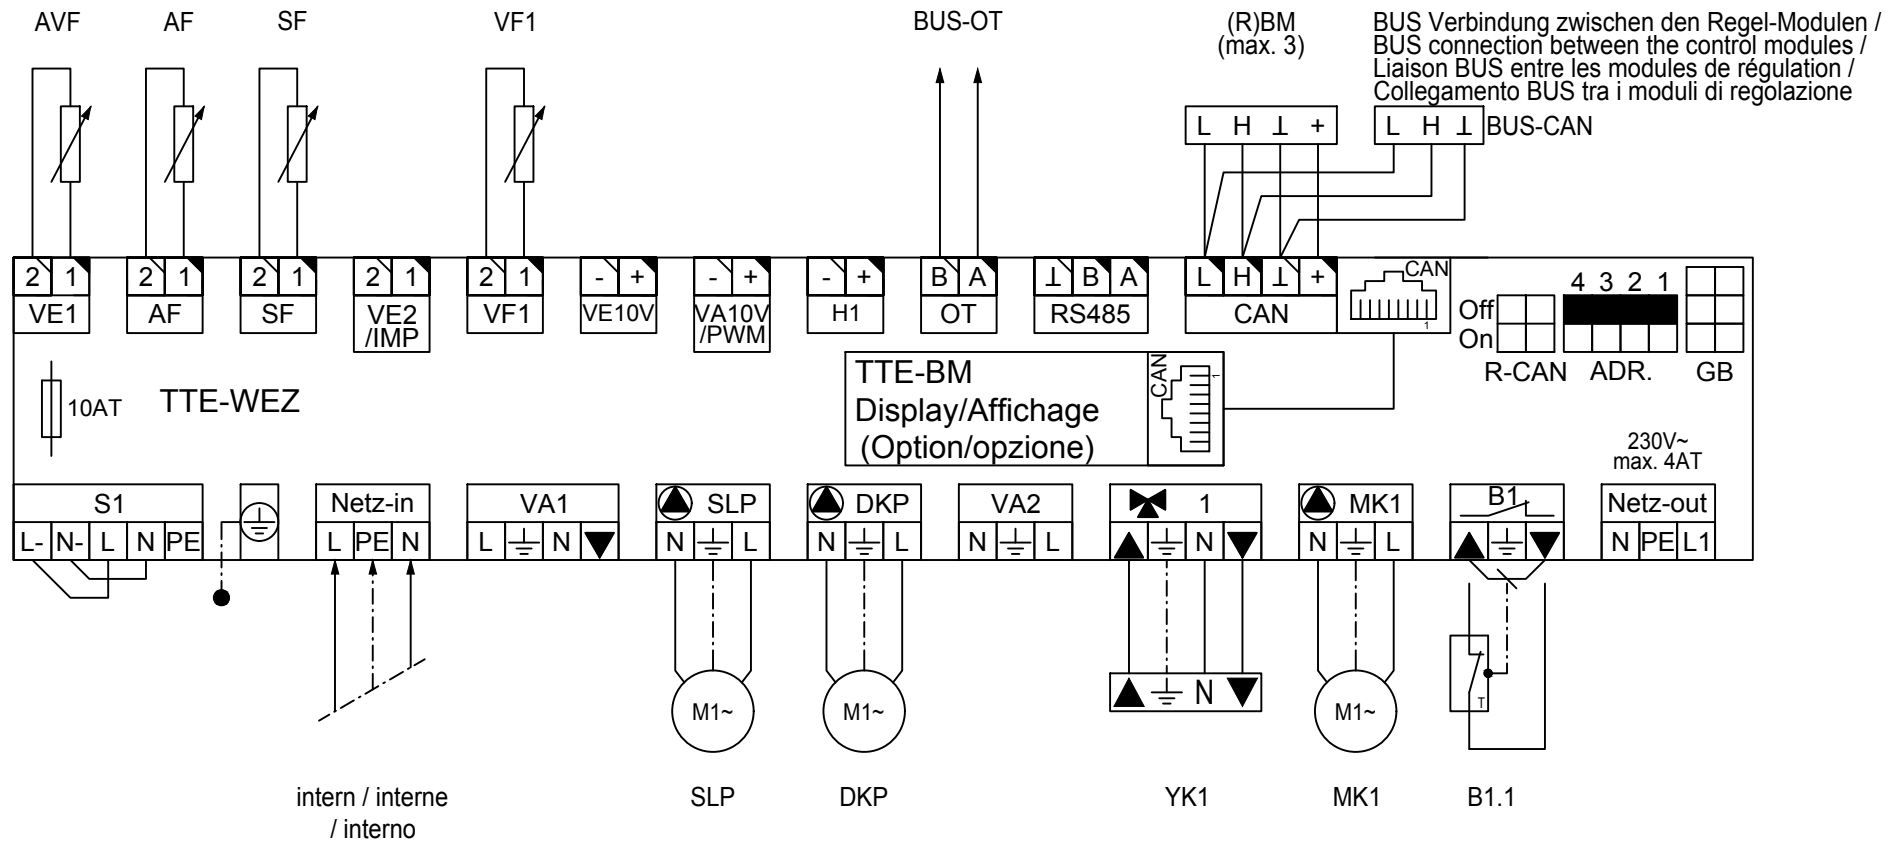 AVF AF SF VF1 BUS-OT (R)BM
(max. 3)
BUS Verbindung zwischen den Regel-Modulen /
BUS connection between the control modules /
Liaison BUS entre les modules de régulation /
Collegamento BUS tra i moduli di regolazione
L H ⊥ + L H ⊥ BUS-CAN
2 1 2 1 2 1 2 1 2 1 - + - + - + B A ⊥ B A L H ⊥ + CAN
VE1 AF SF VE2 VF1 VE10V VA10V H1 OT RS485 CAN 1
/IMP /PWM
4 3 2 1
Off
On
R-CAN ADR. GB
10AT TTE-WEZ
TTE-BM
Display/Affichage
(Option/opzione)
CAN 1
230V~
max. 4AT
S1 Netz-in VA1 SLP DKP VA2 1 MK1 B1 Netz-out
L- N- L N PE L PE N L N ▼ N L N L N L ▲ N ▼ N L ▲ ▼ N PE L1
M1~ M1~ ▲ N ▼ M1~ T
intern / interne
/ interno
SLP DKP YK1 MK1 B1.1